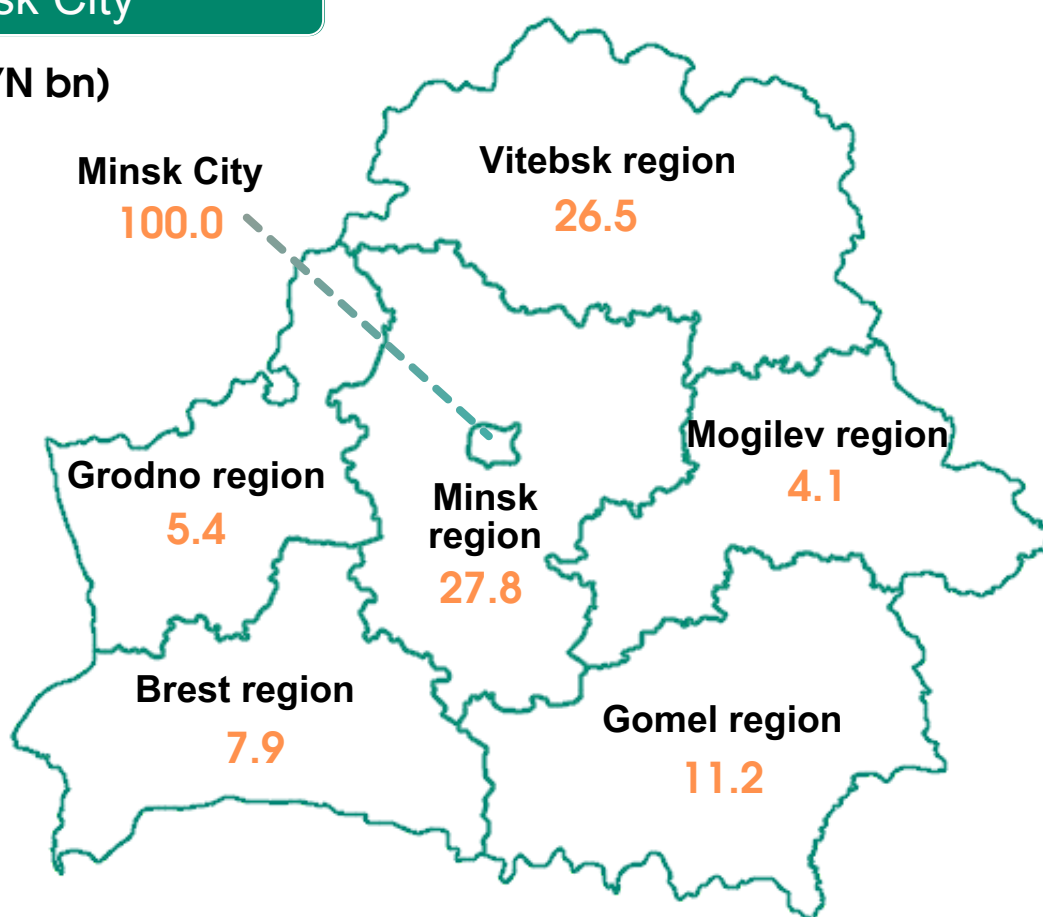 City
bn)
Minsk City
100.0
Vitebsk region
26.5
Grodno region
5.4
Minsk
region
27.8
Mogilev region
4.1
Brest region
7.9
Gomel region
11.2